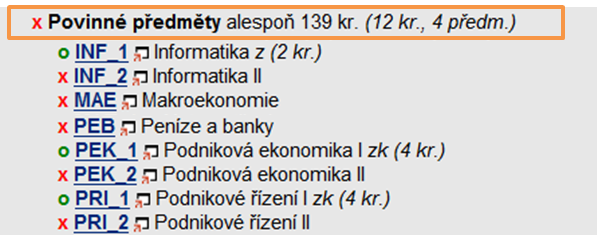 x Povinné předměty alespoň 139 kr. (12 kr., 4 předm.)
o INF_1 Informatika z (2 kr.)
x INF_2 Informatika II
x MAE Makroekonomie
x PEB Peníze a banky
o PEK_1 Podniková ekonomika I zk (4 kr.)
x PEK_2 Podniková ekonomika II
o PRI_1 Podnikové řízení I zk (4 kr.)
x PRI_2 Podnikové řízení II